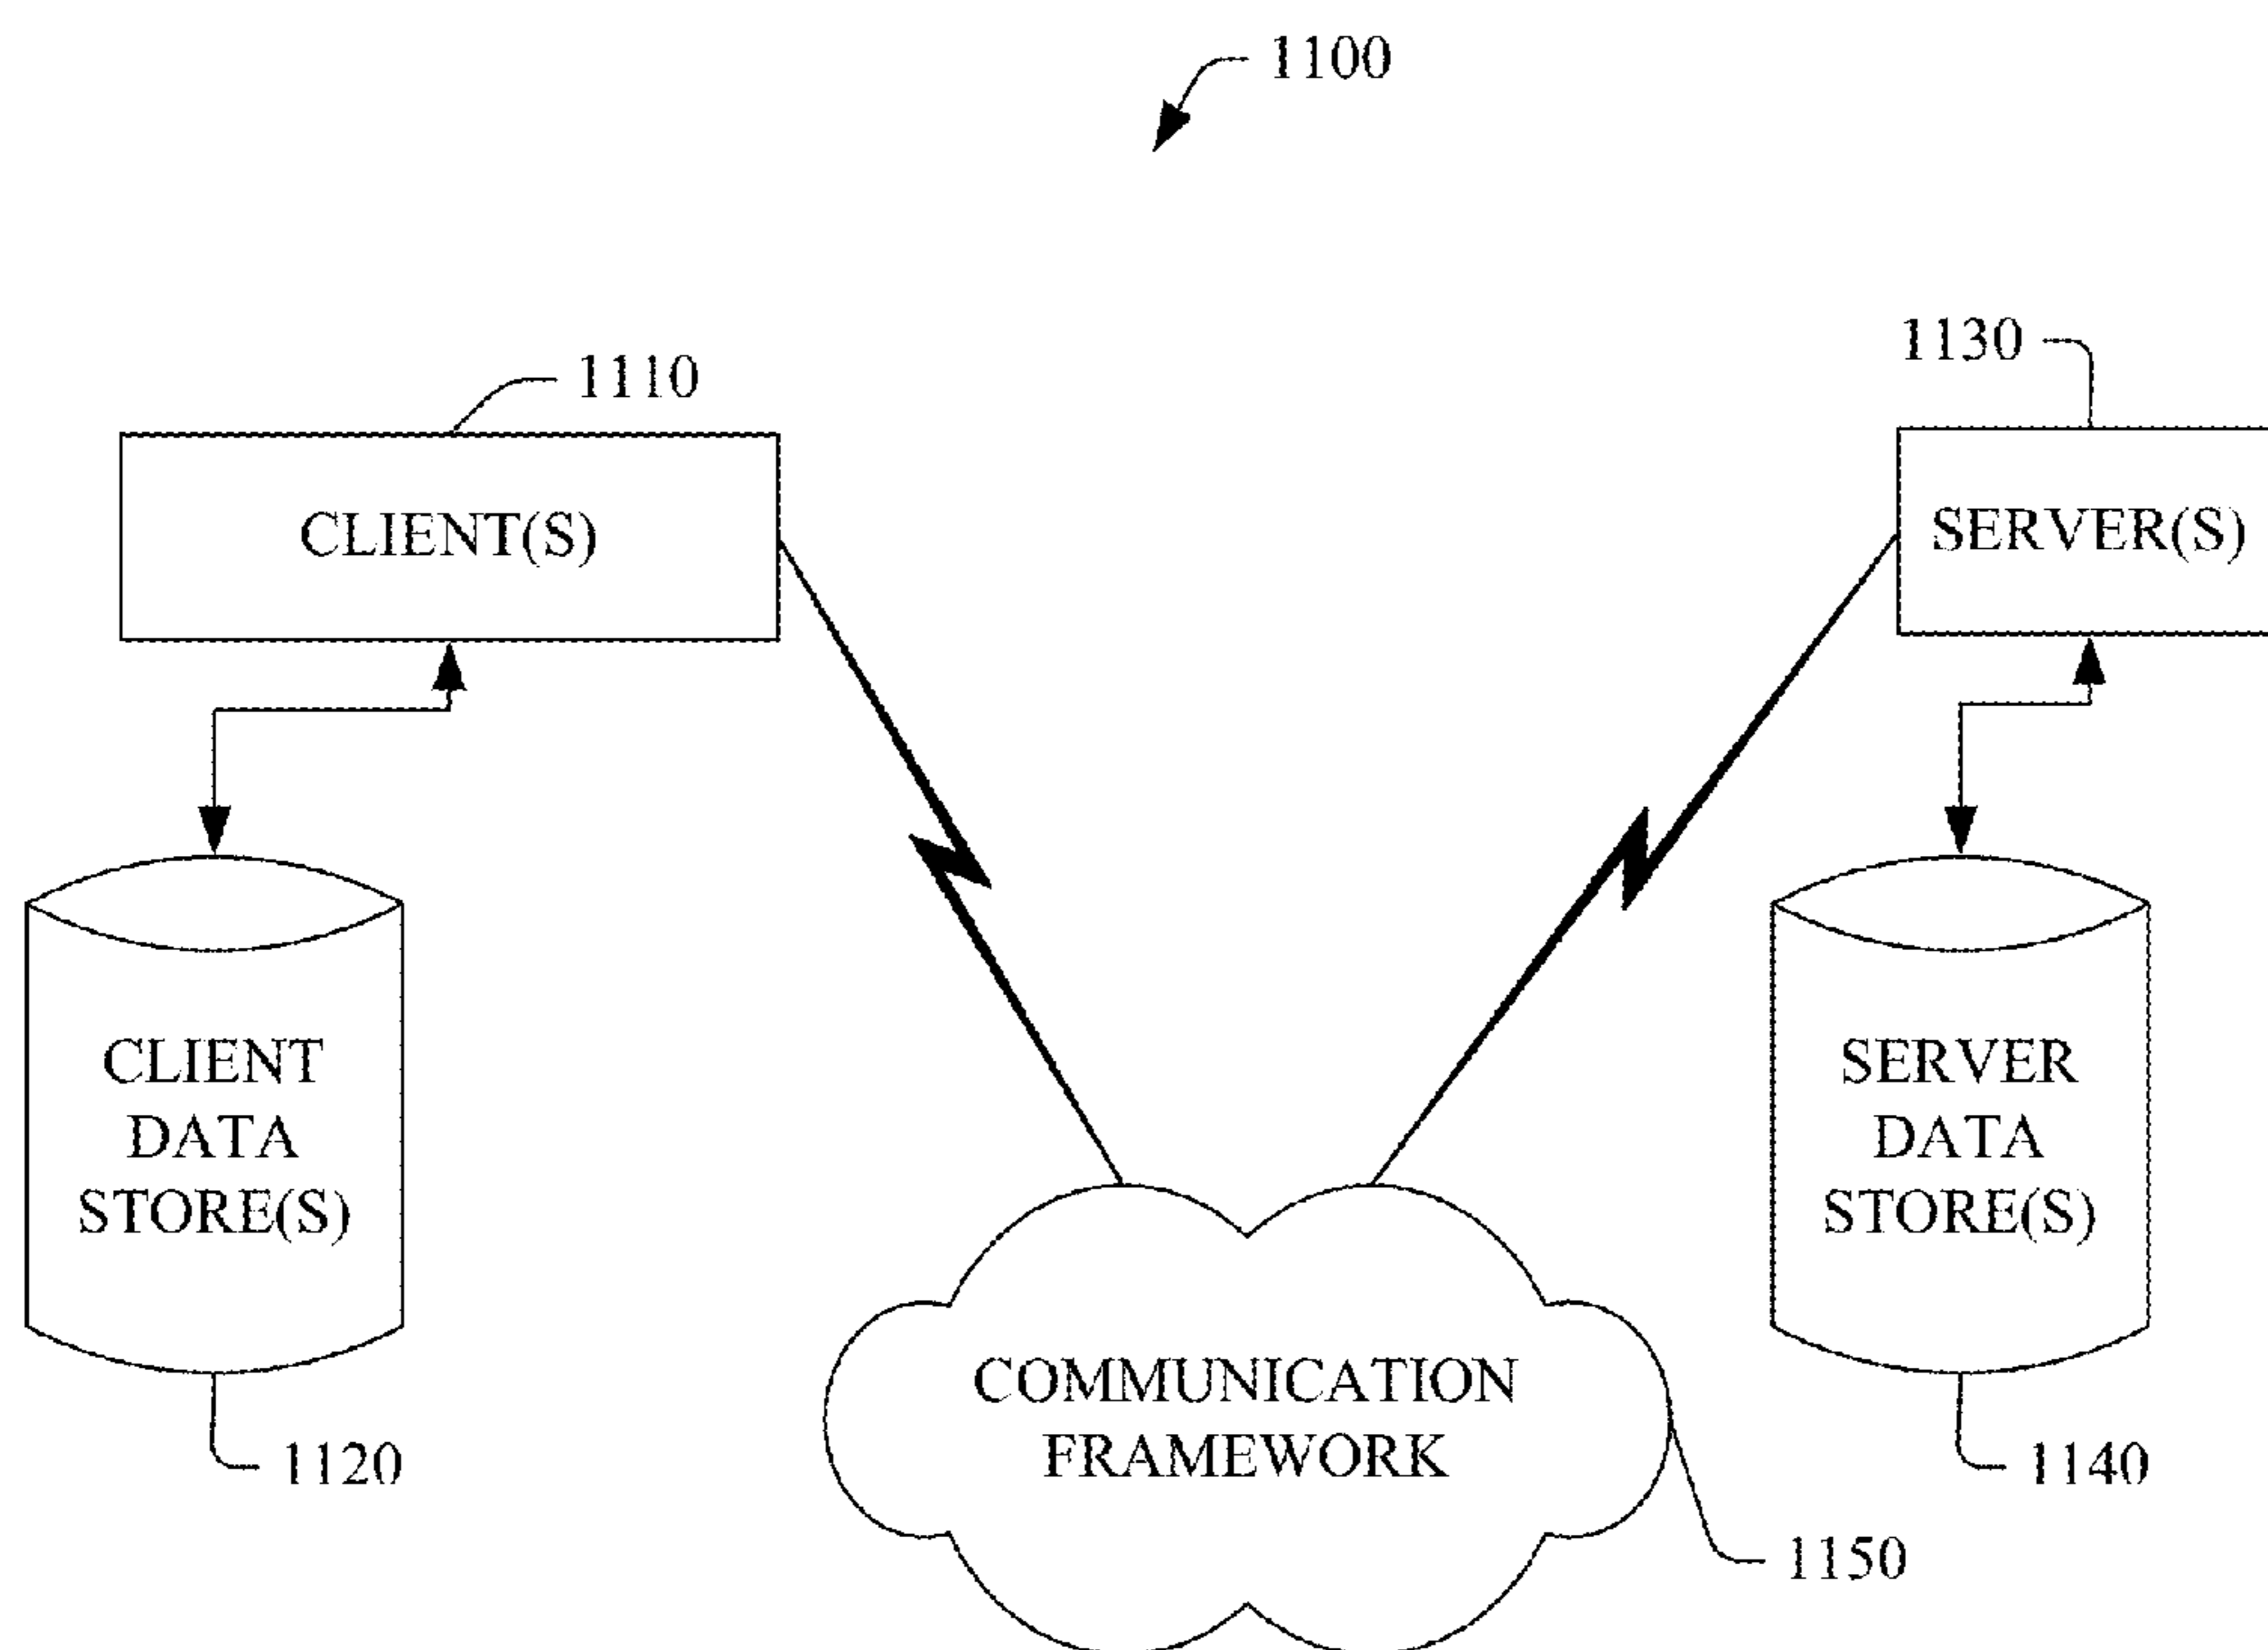 1100
1110
1130
CLIENT(S)
SERVER(S)
CLIENT
DATA
STORE(S)
SERVER
DATA
STORE(S)
COMMUNICATION
FRAMEWORK
1120
1140
1150